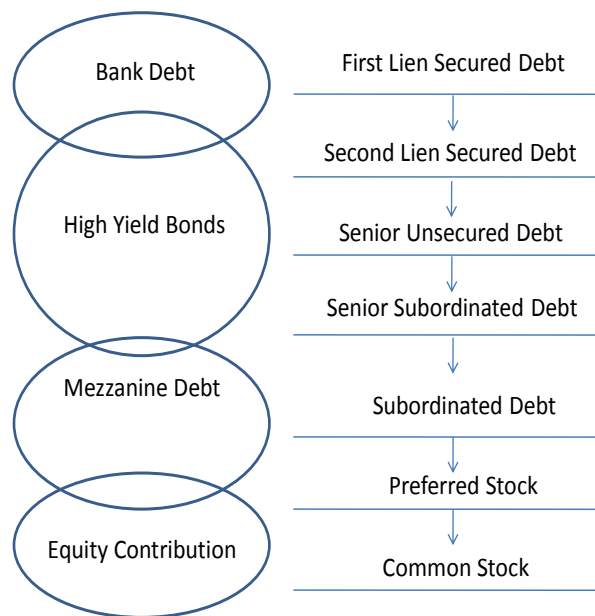 Bank Debt
First Lien Secured Debt
Second Lien Secured Debt
High Yield Bonds
Senior Unsecured Debt
Senior Subordinated Debt
Mezzanine Debt
Subordinated Debt
Preferred Stock
Equity Contribution
Common Stock